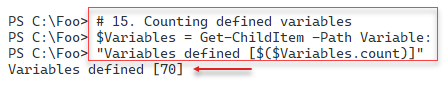 PS C:\Foo> # 15. Counting defined variables
PS C:\Foo> $Variables = Get-ChildItem -Path Variable:
PS C:\Foo> "Variables defined [$($Variables.count)]"
Variables defined [70]